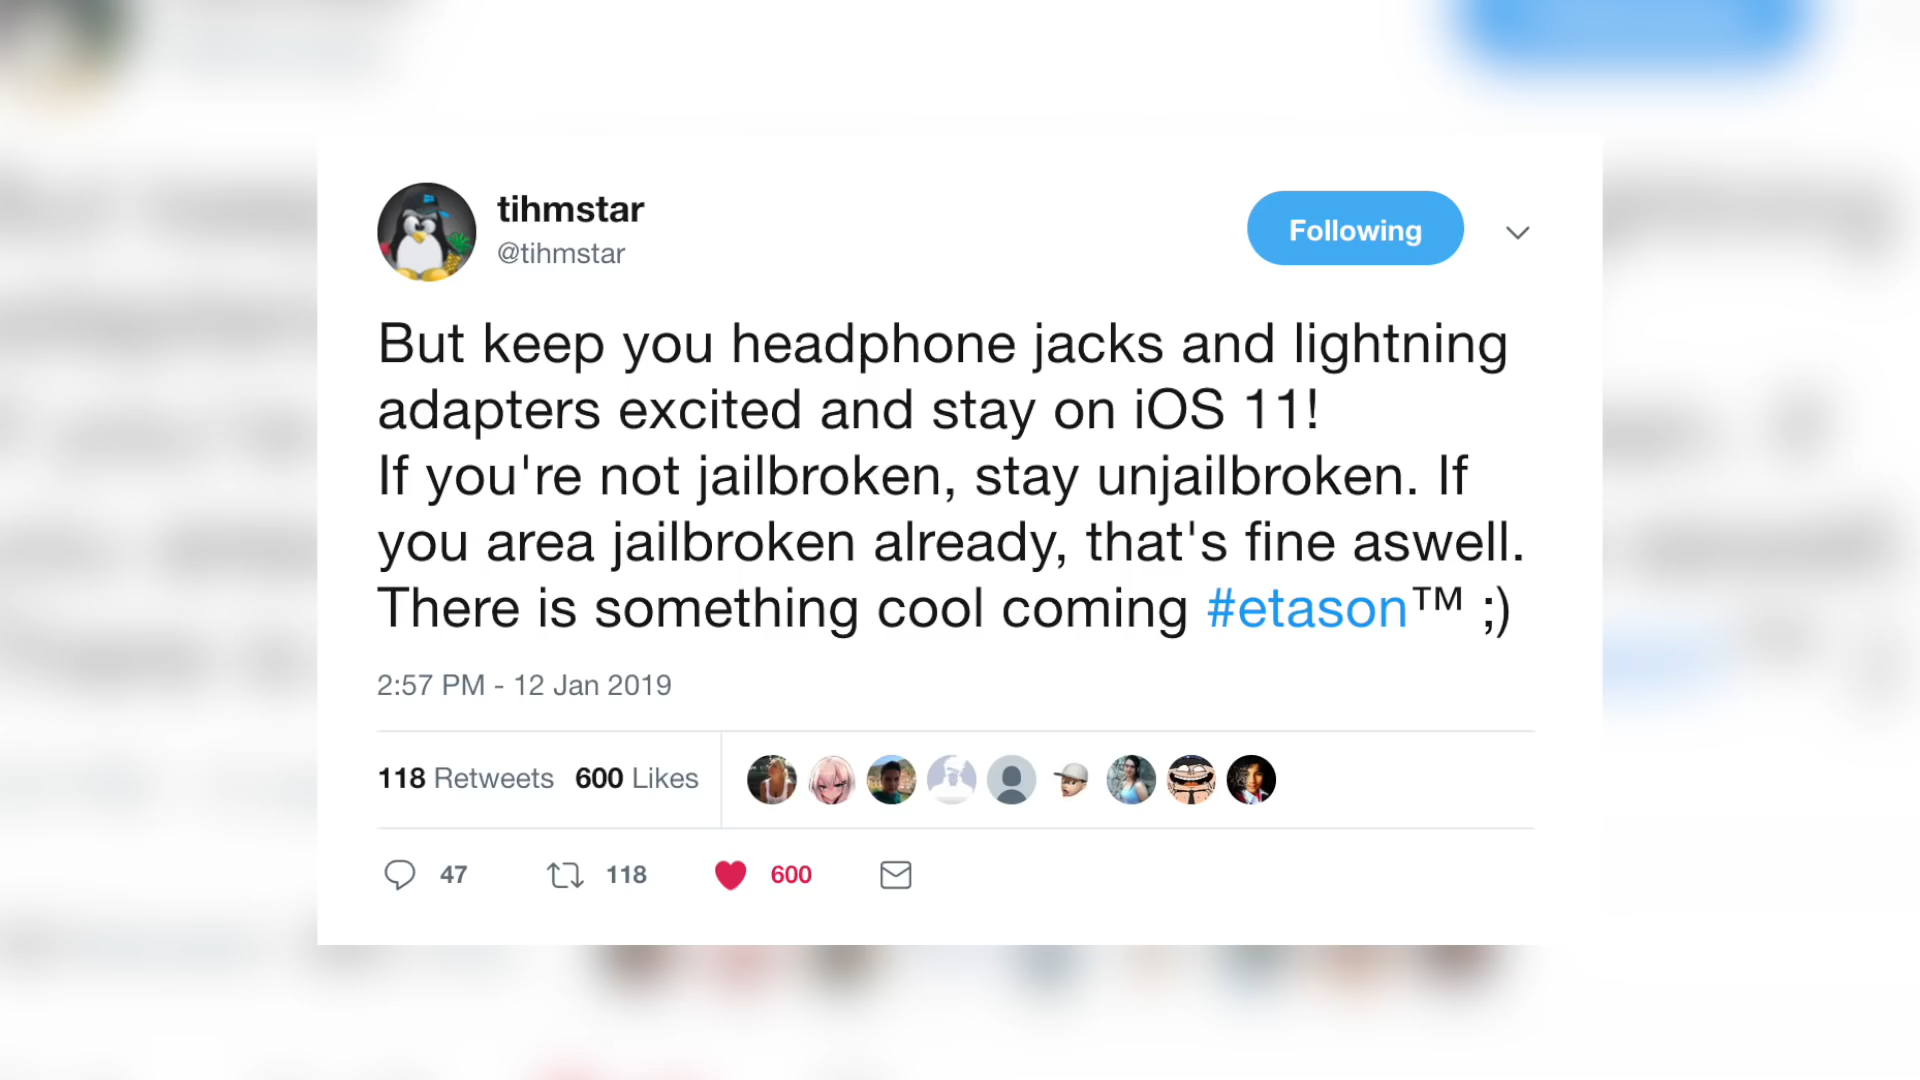 tihmstar
@tihmstar
Following
But keep you headphone jacks and lightning
adapters excited and stay on iOS 11!
If you're not jailbroken, stay unjailbroken. If
you area jailbroken already, that's fine aswell.
There is something cool coming #etason™ ;)
2:57 PM - 12 Jan 2019
118 Retweets 600 Likes
47 118 600